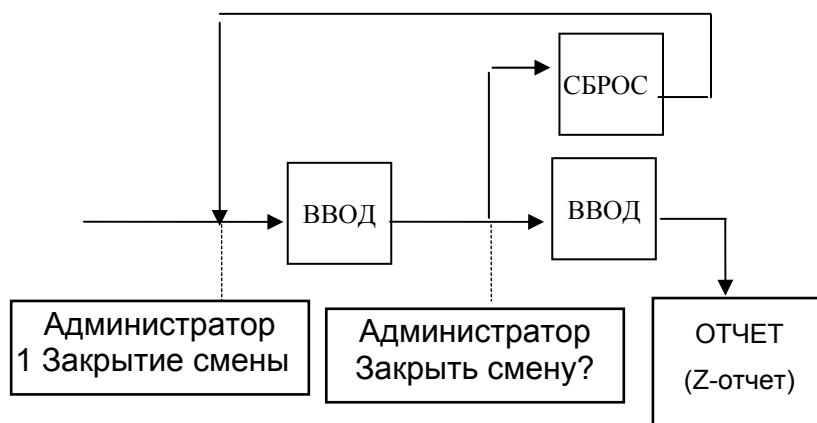 СБРОС
ВВОД
ВВОД
Администратор
1 Закрытие смены
Администратор
Закрыть смену?
ОТЧЕТ
(Z-отчет)